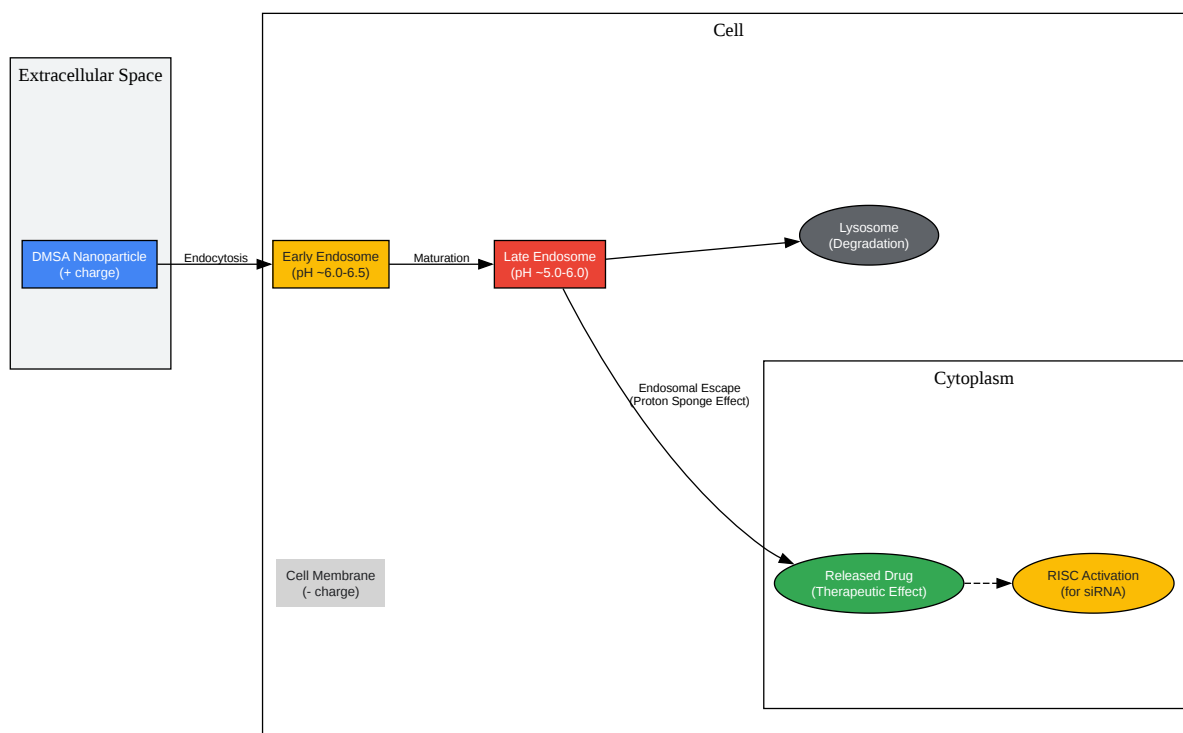 Cell
Extracellular Space
Lysosome
(Degradation)
DMSA Nanoparticle
(+ charge)
Endocytosis
Early Endosome
(pH ~6.0-6.5)
Maturation
Late Endosome
(pH ~5.0-6.0)
Cytoplasm
Endosomal Escape
(Proton Sponge Effect)
Cell Membrane
(- charge)
Released Drug
(Therapeutic Effect)
RISC Activation
(for siRNA)